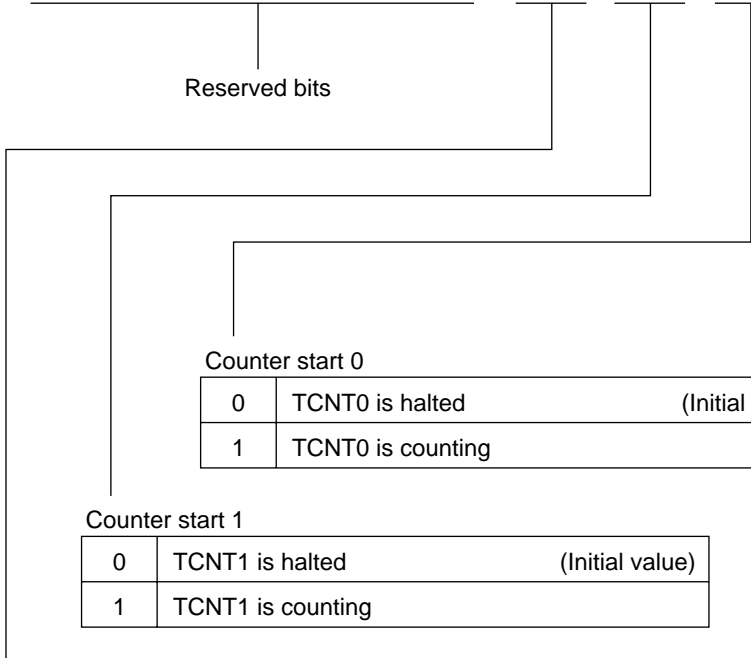 Reserved bits
Counter start 0
0 TCNT0 is halted (Initial
1 TCNT0 is counting
Counter start 1
0 TCNT1 is halted (Initial value)
1 TCNT1 is counting